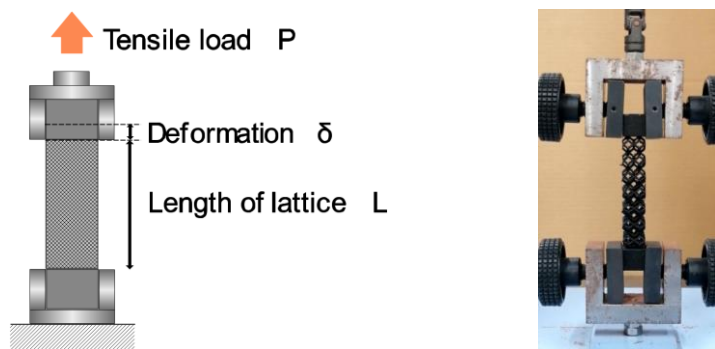 Tensile load P
Deformation δ
Length of lattice L